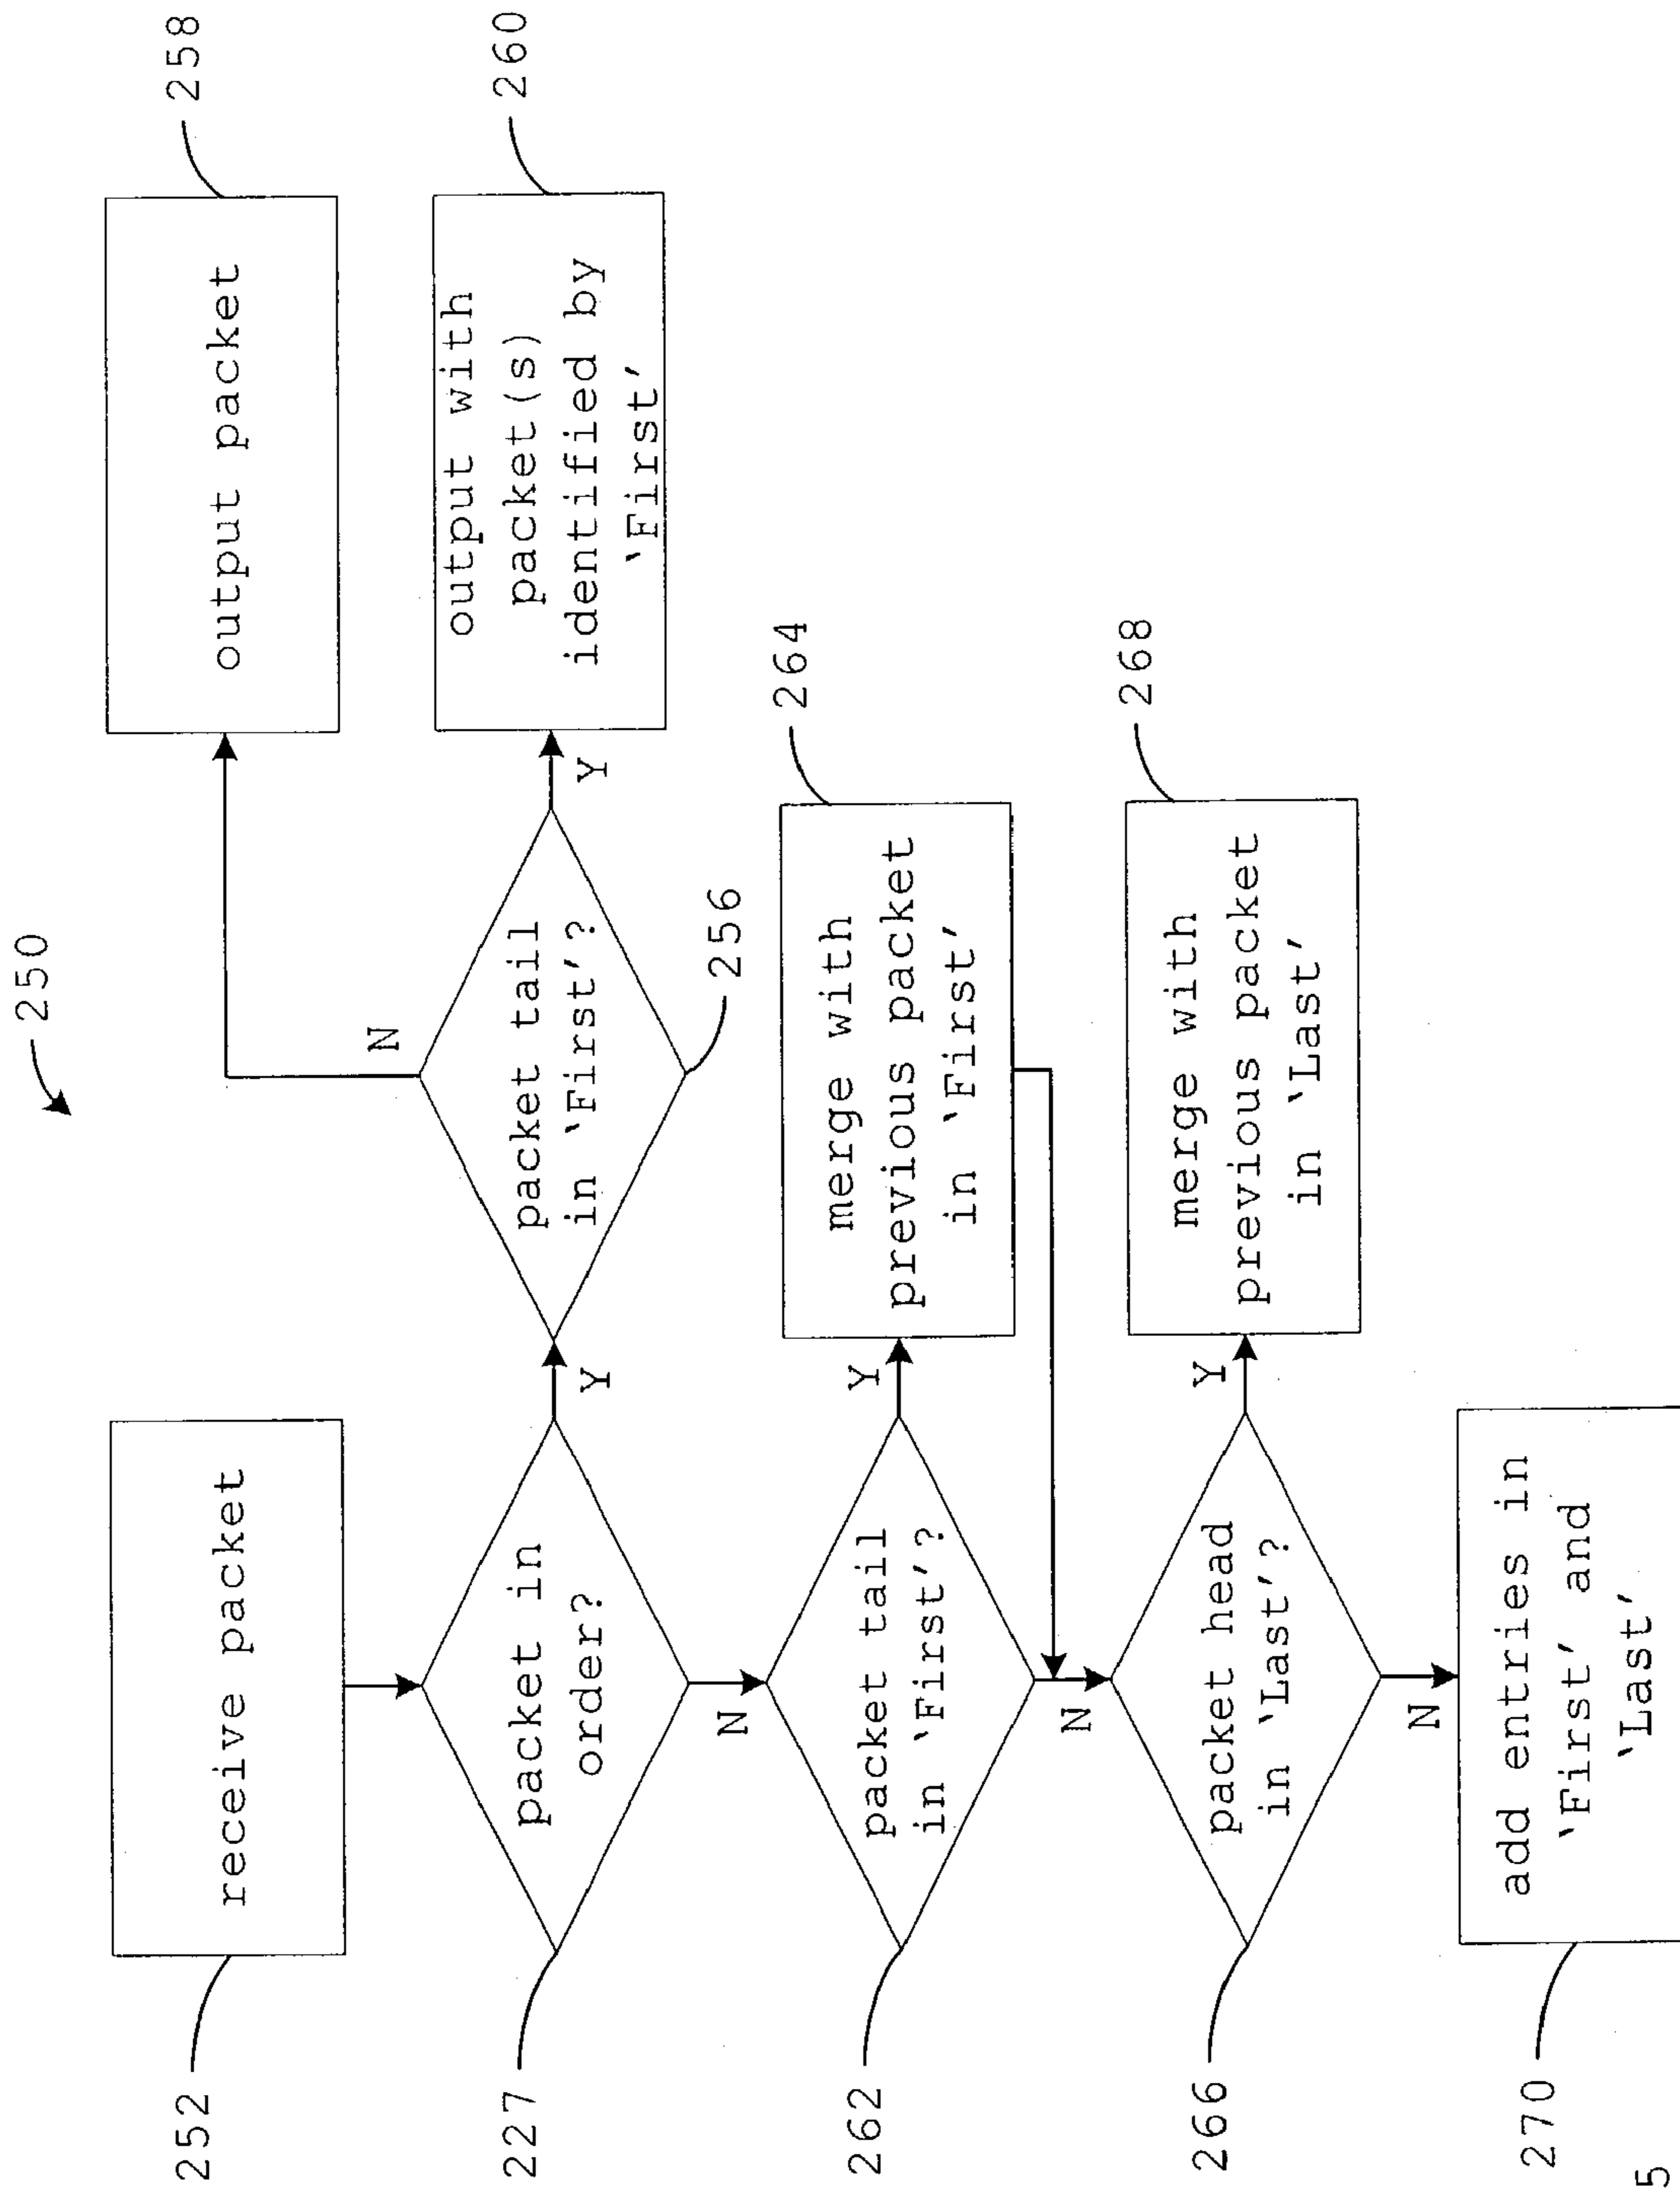 250
252
receive packet
258
output packet
227
packet in
order?
Y
N
packet tail
in 'First'?
256
N
Y
260
output with
packet(s)
identified by
'First'
262
packet tail
in 'First'?
Y
N
264
merge with
previous packet
in 'First'
266
packet head
in 'Last'?
Y
N
268
merge with
previous packet
in 'Last'
270
add entries in
'First' and
'Last'
5